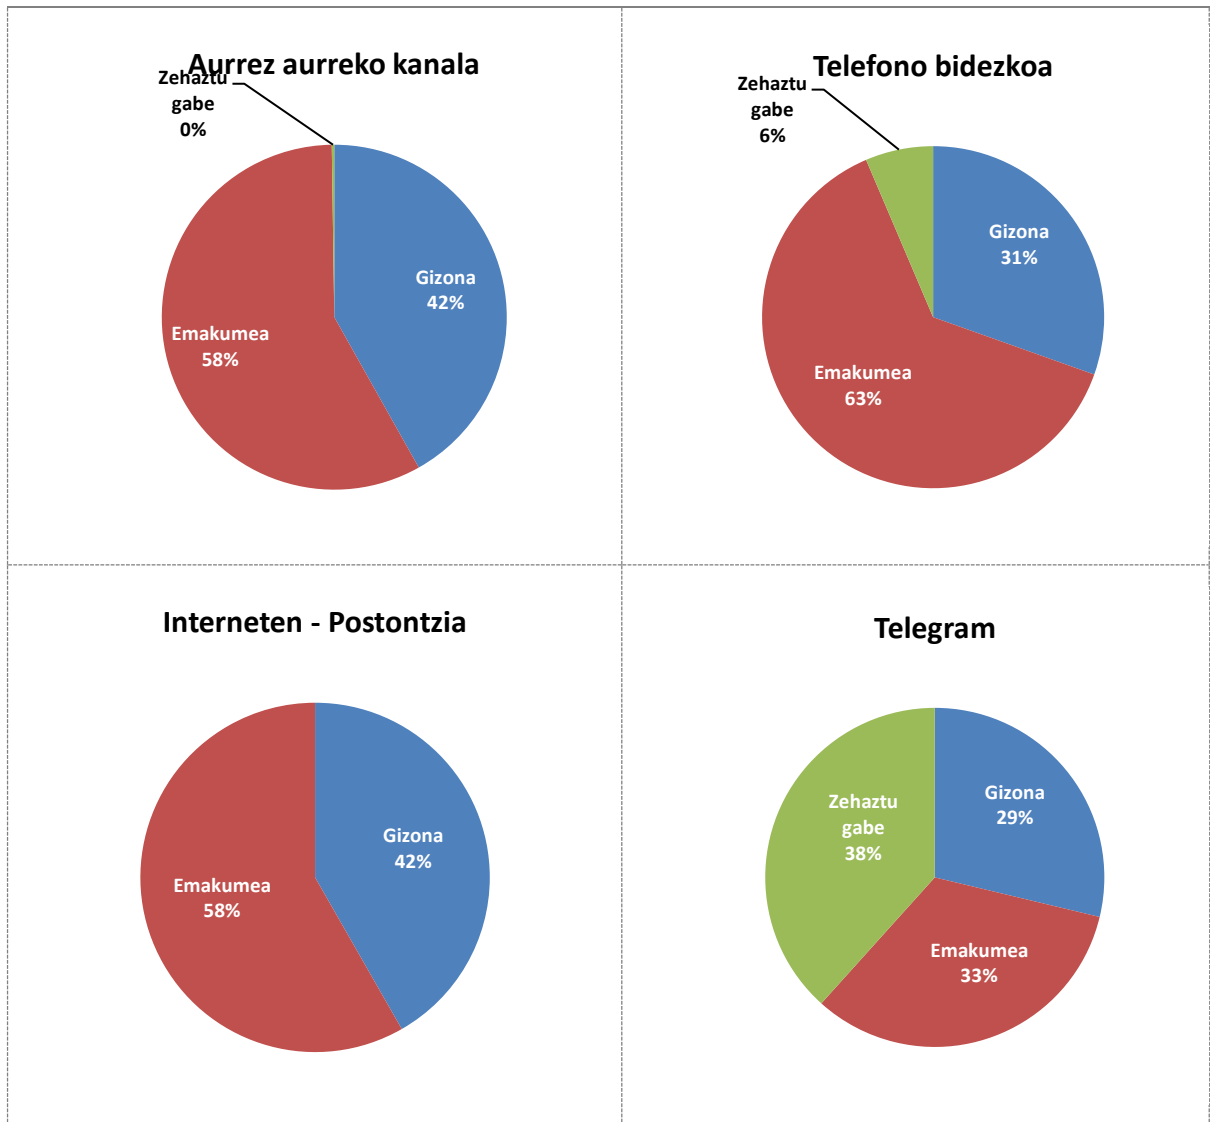 Aurrez aurreko kanala
Zehaztu
gabe
0%
Gizona
42%
Emakumea
58%
Telefono bidezkoa
Zehaztu
gabe
6%
Gizona
31%
Emakumea
63%
Interneten - Postontzia
Gizona
42%
Emakumea
58%
Telegram
Zehaztu
gabe
38%
Gizona
29%
Emakumea
33%